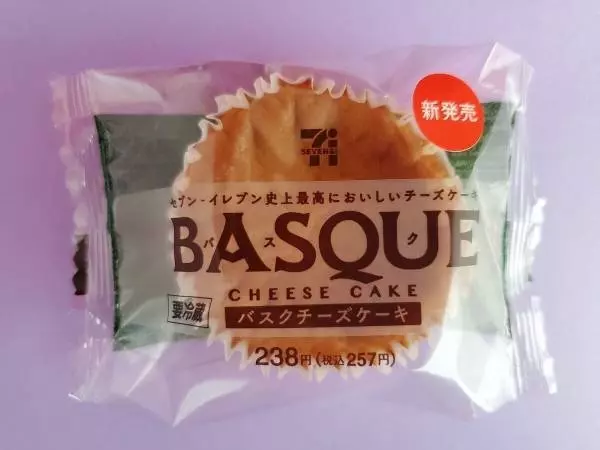 新発売
7i
SEVEN&i
セブン-イレブン史上最高においしいチーズケーキ
BASQUE
バスク
CHEESE CAKE
要冷蔵
バスクチーズケーキ
238円(税込257円)